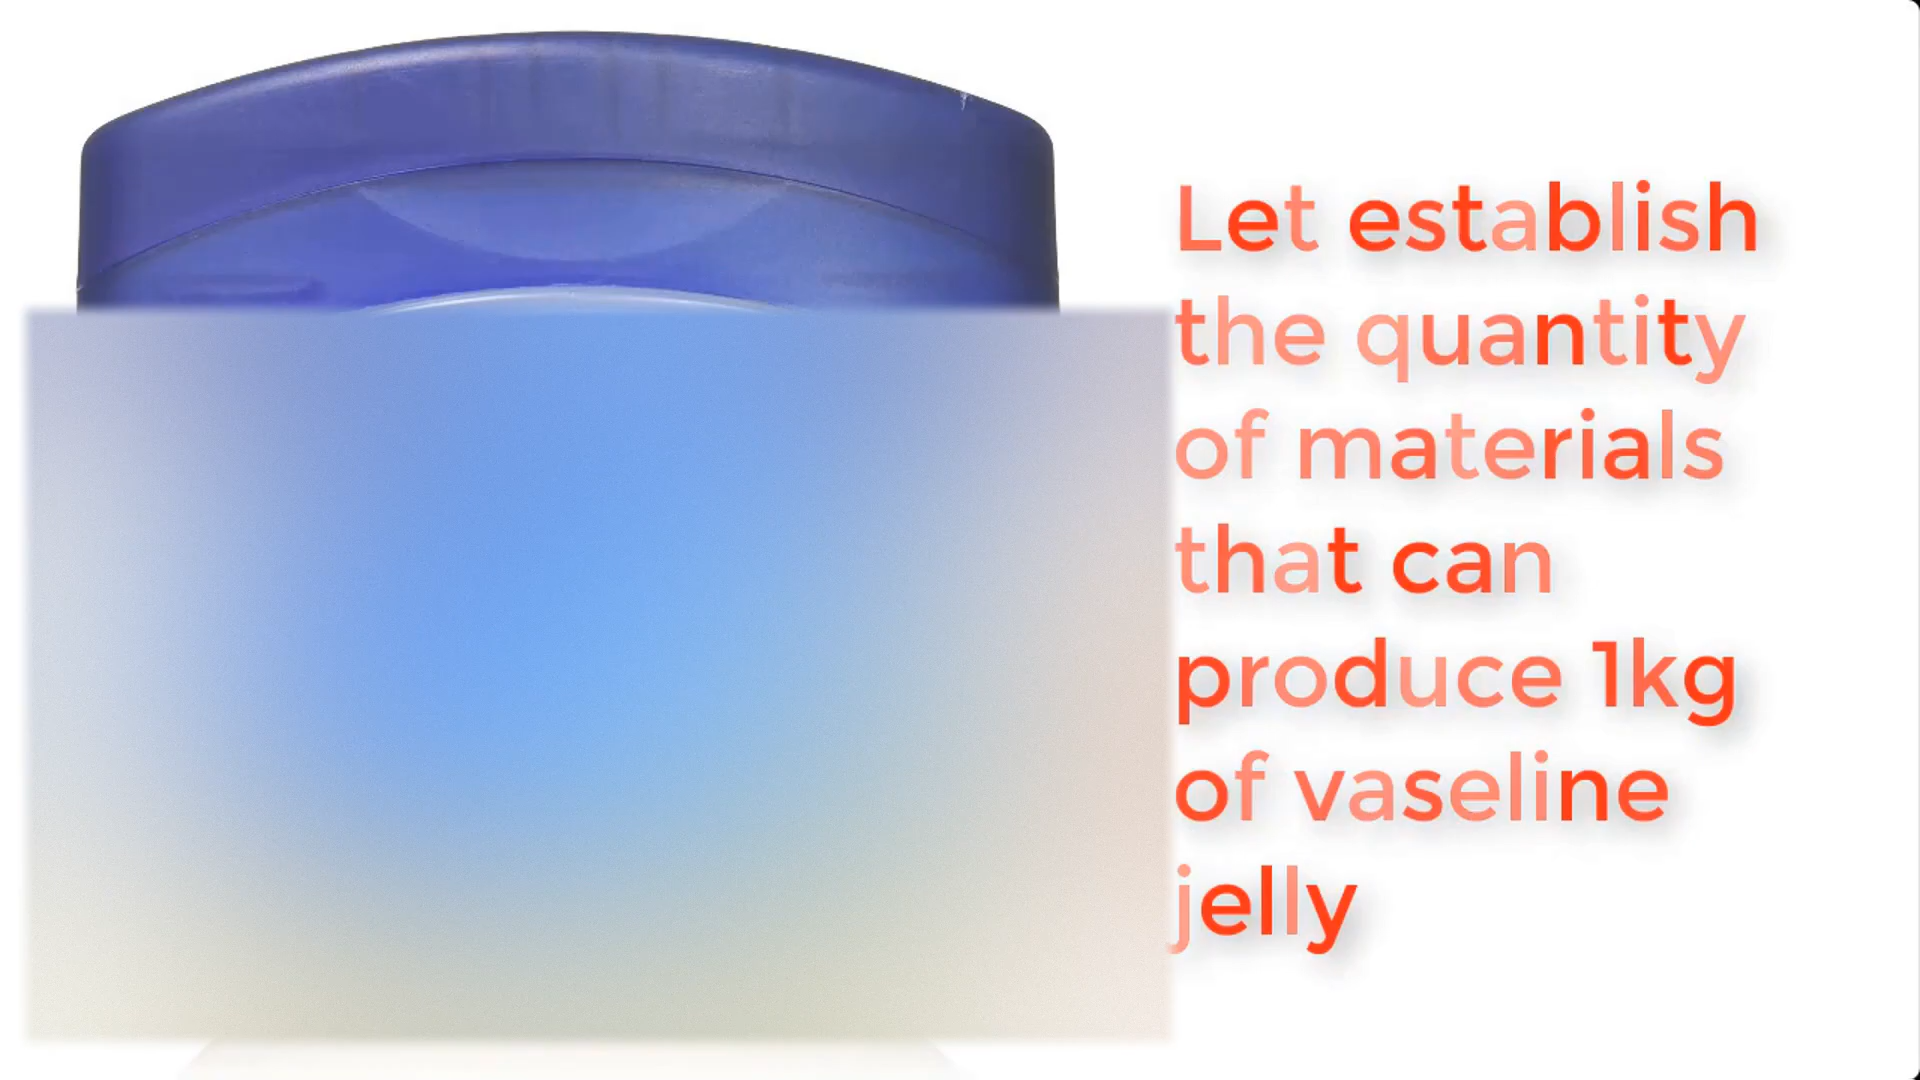 Let establish
the quantity
of materials
that can
produce 1kg
of vaseline
jelly